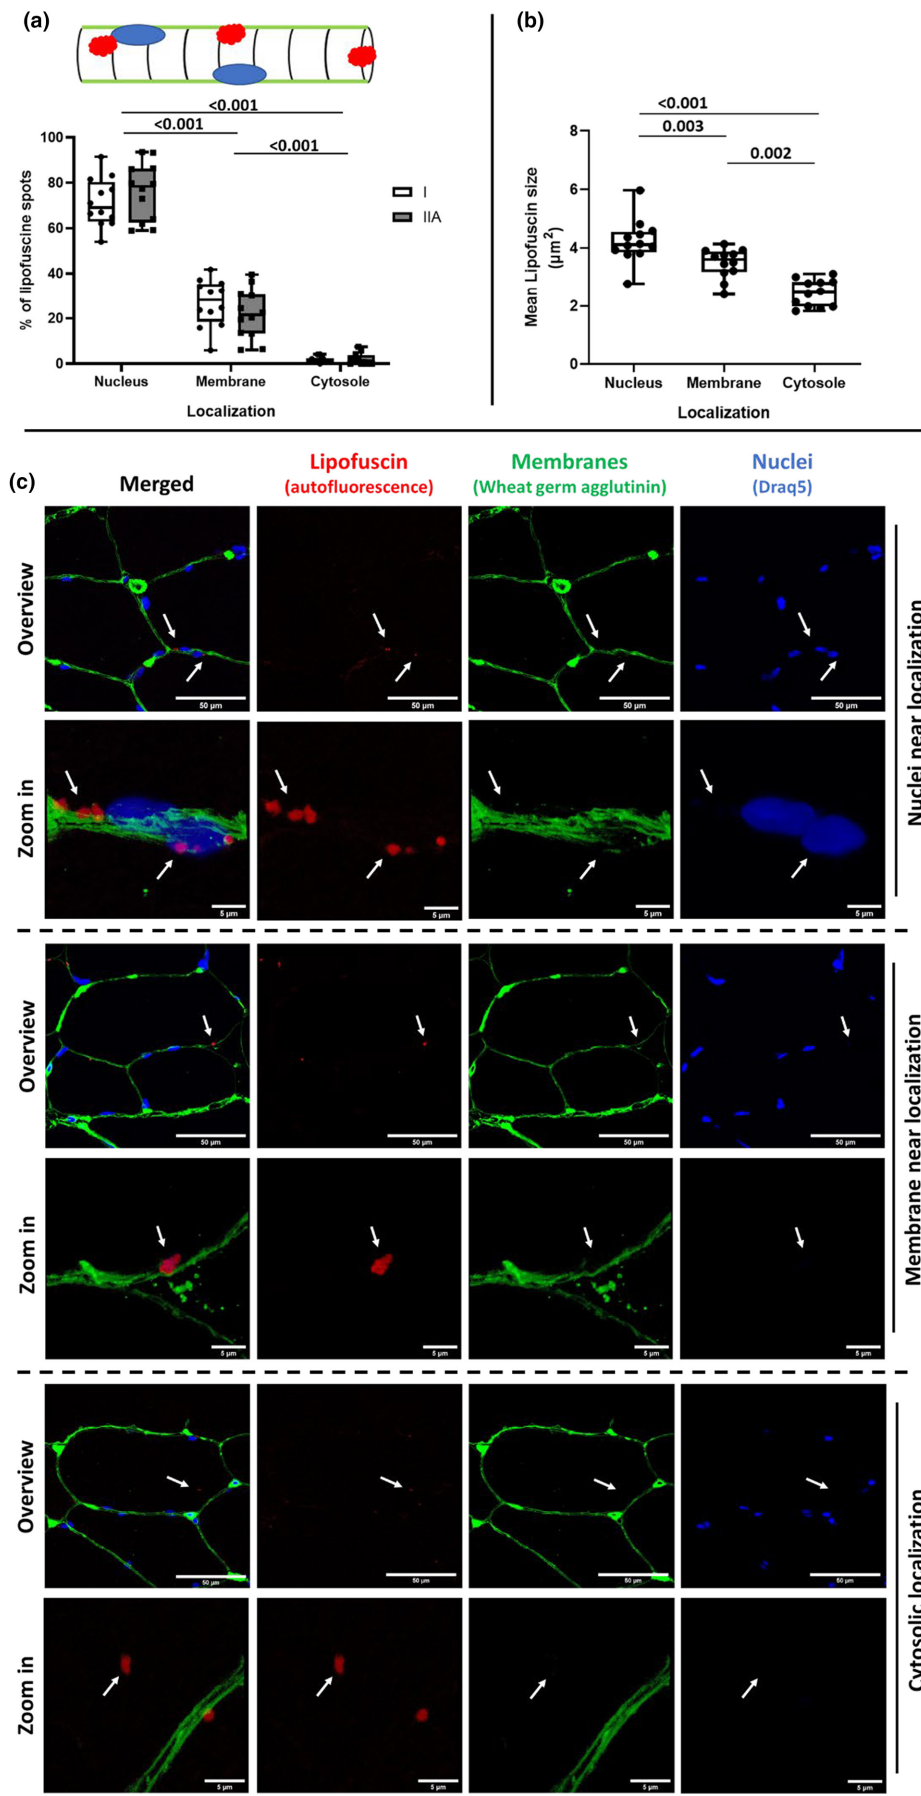 (a)
<0.001
<0.001
<0.001
% of lipofuscine spots
100
80
60
40
20
0
Nucleus Membrane Cytosole
Localization
I
IIA
(b)
<0.001
0.003
0.002
Mean Lipofuscin size
(µm²)
8
6
4
2
0
Nucleus Membrane Cytosole
Localization
(c)
Merged
Lipofuscin
(autofluorescence)
Membranes
(Wheat germ agglutinin)
Nuclei
(Draq5)
Overview
50 µm 50 µm 50 µm 50 µm
Zoom in
5 µm 5 µm 5 µm 5 µm
Nuclei near localization
Overview
50 µm 50 µm 50 µm 50 µm
Zoom in
5 µm 5 µm 5 µm 5 µm
Membrane near localization
Overview
50 µm 50 µm 50 µm 50 µm
Zoom in
5 µm 5 µm 5 µm 5 µm
Cytosolic localization